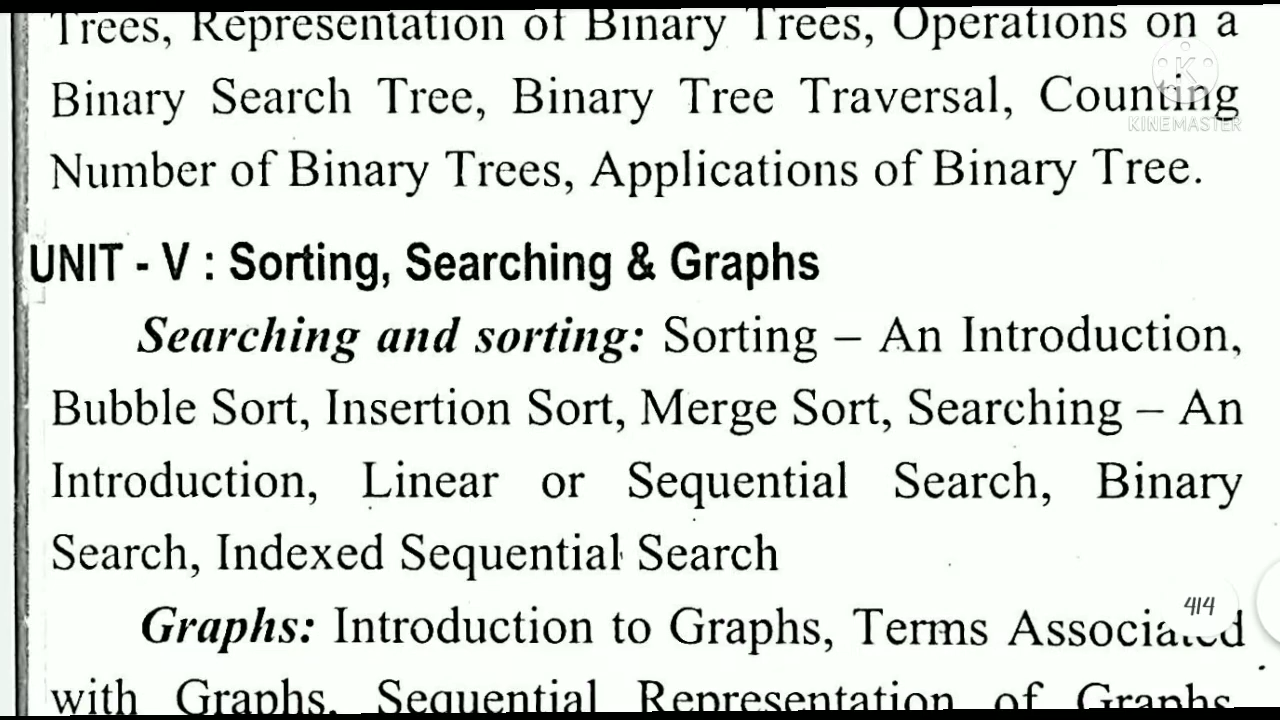 Trees, Representation of Binary Trees, Operations on a
Binary Search Tree, Binary Tree Traversal, Counting
Number of Binary Trees, Applications of Binary Tree.
UNIT - V : Sorting, Searching & Graphs
Searching and sorting: Sorting – An Introduction,
Bubble Sort, Insertion Sort, Merge Sort, Searching – An
Introduction, Linear or Sequential Search, Binary
Search, Indexed Sequential Search
Graphs: Introduction to Graphs, Terms Associated
with Graphs, Sequential Representation of Graphs,
K
KINEMASTER
4/4